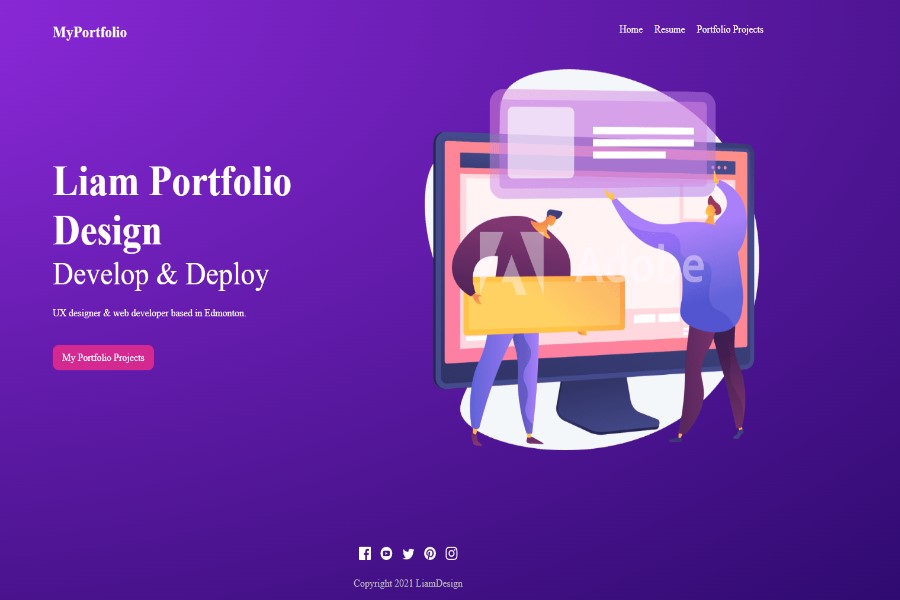 MyPortfolio
Home Resume Portfolio Projects
Liam Portfolio
Design
Develop & Deploy
UX designer & web developer based in Edmonton.
My Portfolio Projects
Adobe
Copyright 2021 LiamDesign